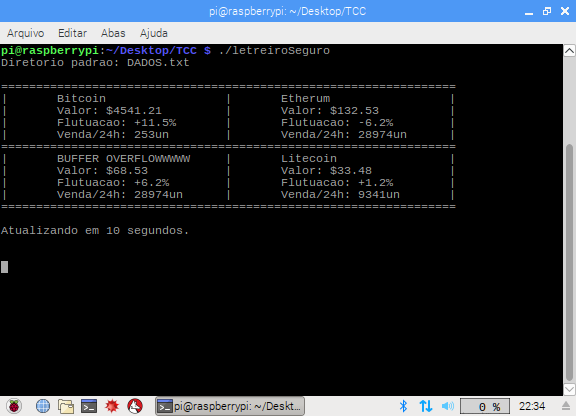 pi@raspberrypi: ~/Desktop/TCC
Arquivo Editar Abas Ajuda
pi@raspberrypi:~/Desktop/TCC $ ./letreiroSeguro
Diretorio padrao: DADOS.txt
===============================================================
| Bitcoin | Etherum |
| Valor: $4541.21 | Valor: $132.53 |
| Flutuacao: +11.5% | Flutuacao: -6.2% |
| Venda/24h: 253un | Venda/24h: 28974un |
===============================================================
| BUFFER OVERFLOWWWWW | Litecoin |
| Valor: $68.53 | Valor: $33.48 |
| Flutuacao: +6.2% | Flutuacao: +1.2% |
| Venda/24h: 28974un | Venda/24h: 9341un |
===============================================================
Atualizando em 10 segundos.
pi@raspberrypi: ~/Deskt... 0 % 22:34